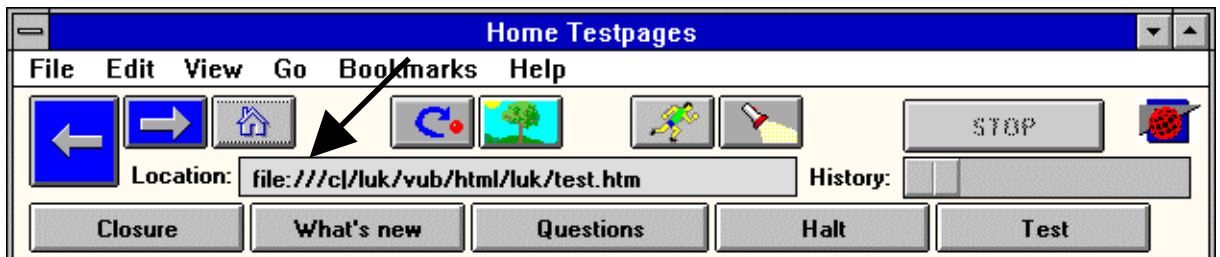 Home Testpages
File Edit View Go Bookmarks Help
STOP
Location: file:///c|/luk/vub/html/luk/test.htm History:
Closure What's new Questions Halt Test